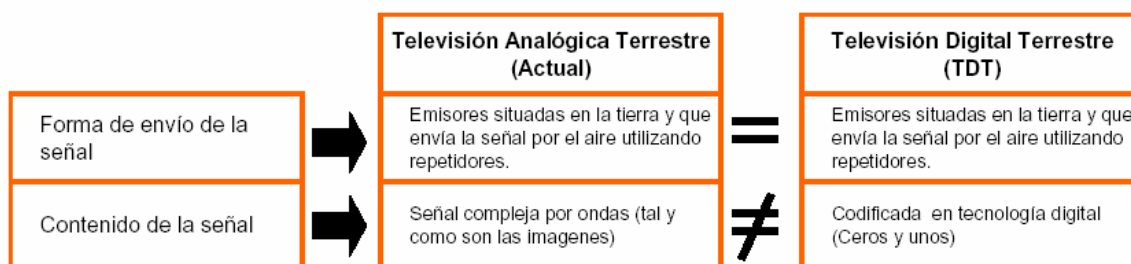 Televisión Analógica Terrestre
(Actual)
Televisión Digital Terrestre
(TDT)
Forma de envío de la
señal
Emisores situadas en la tierra y que
envía la señal por el aire utilizando
repetidores.
=
Emisores situadas en la tierra y que
envía la señal por el aire utilizando
repetidores.
Contenido de la señal
Señal compleja por ondas (tal y
como son las imagenes)
≠
Codificada en tecnología digital
(Ceros y unos)